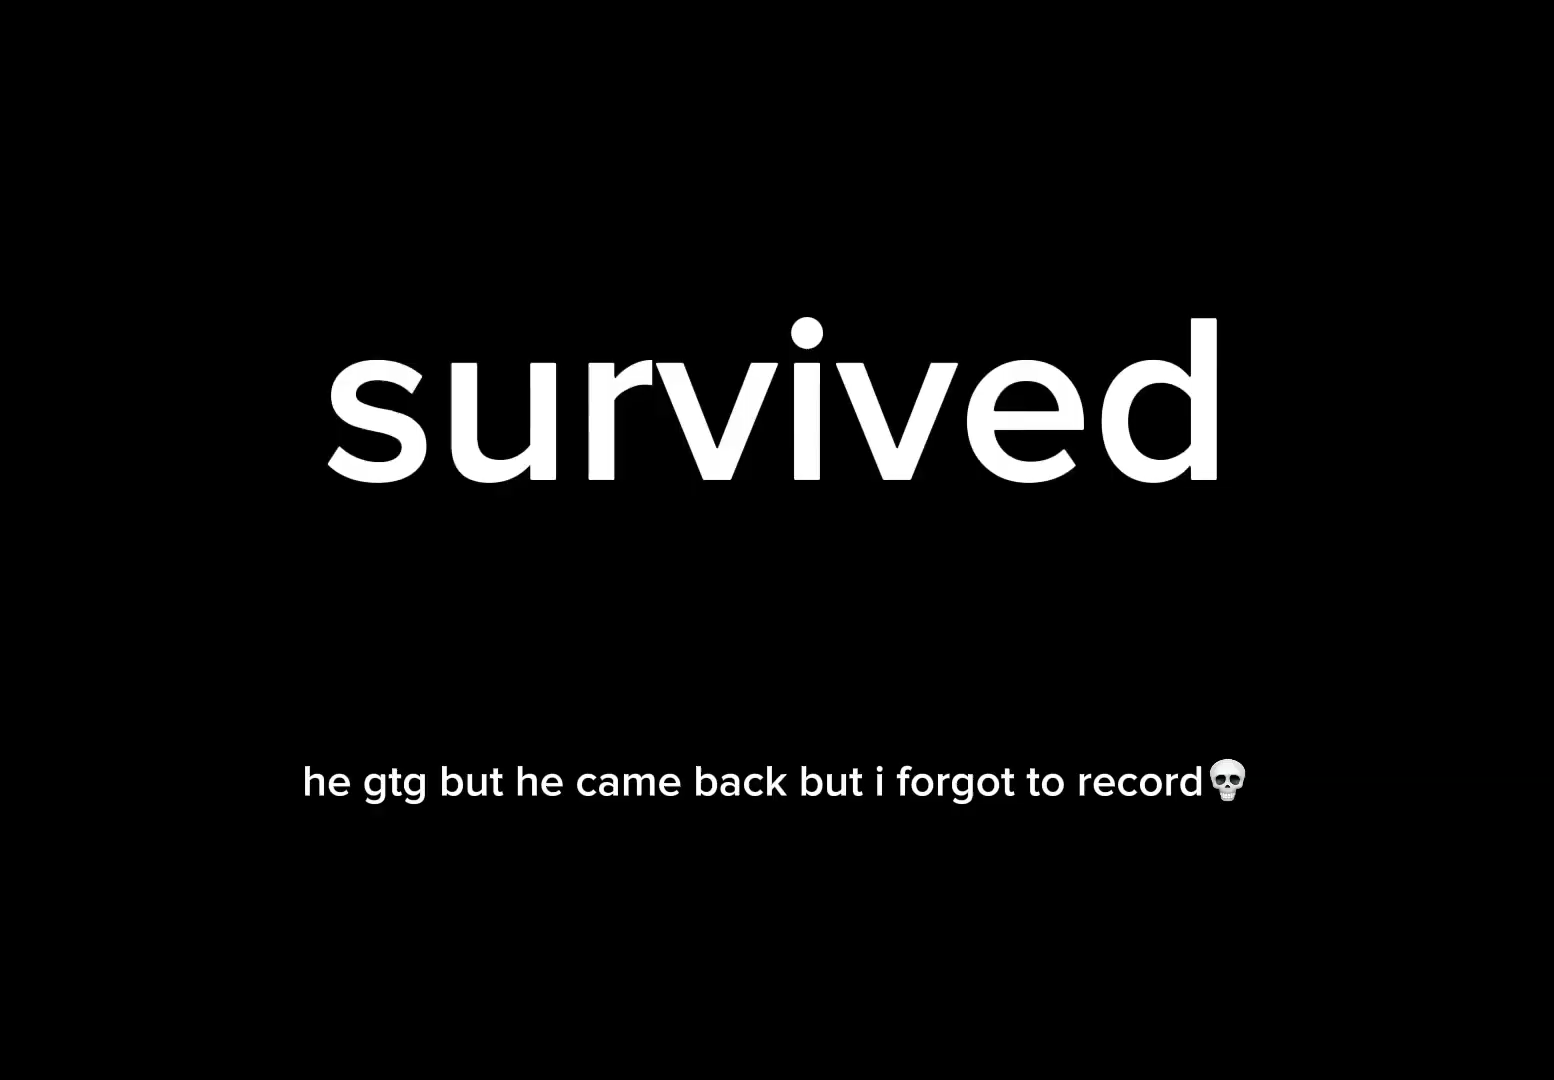 survived
he gtg but he came back but i forgot to record💀